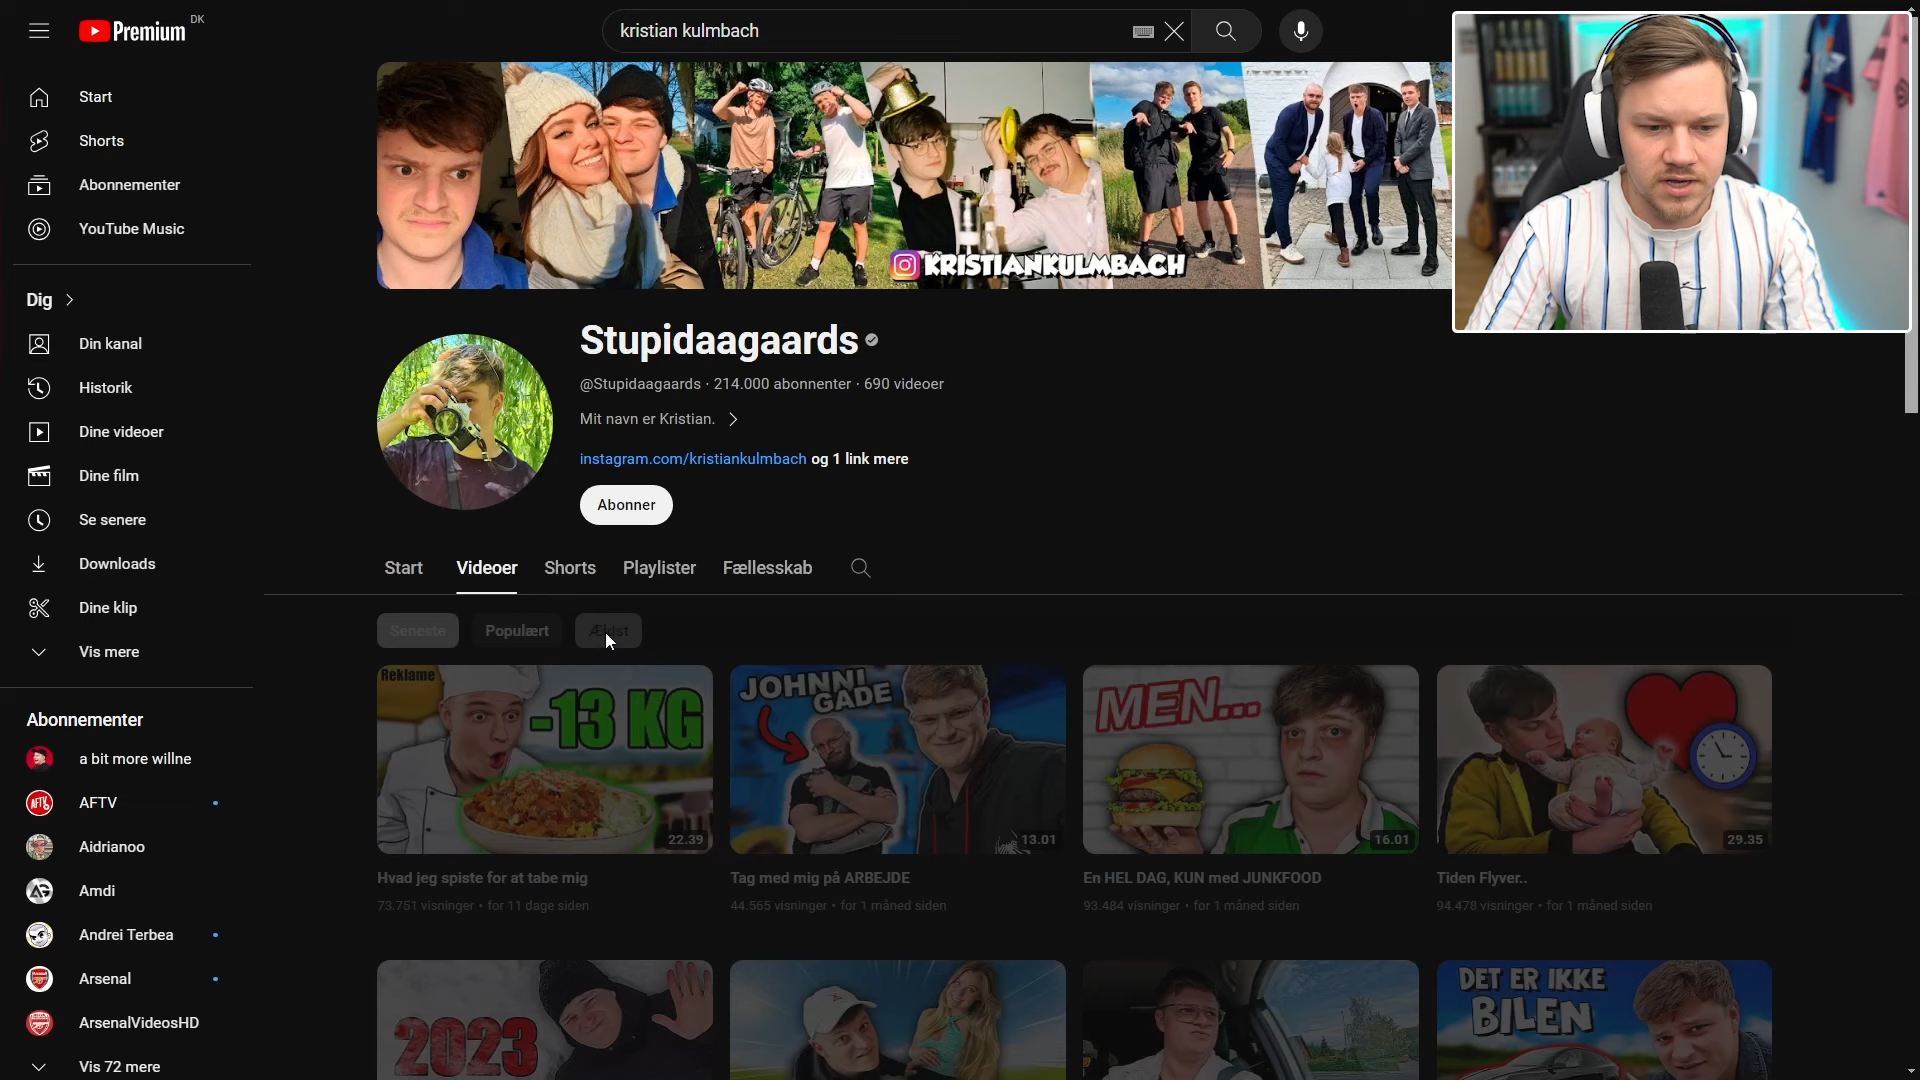 Premium
DK
kristian kulmbach
Start
Shorts
Abonnementer
YouTube Music
Dig
Din kanal
Historik
Dine videoer
Dine film
Se senere
Downloads
Dine klip
Vis mere
Abonnementer
a bit more willne
AFTV
Aidrianoo
Amdi
Andrei Terbea
Arsenal
ArsenalVideosHD
Vis 72 mere
KRISTIANKULMBACH
Stupidaagaards
@Stupidaagaards · 214.000 abonnenter · 690 videoer
Mit navn er Kristian.
instagram.com/kristiankulmbach og 1 link mere
Abonner
Start Videoer Shorts Playlister Fællesskab
Seneste Populært Ældst
Reklame
-13 KG
22.39
JOHNNI
GADE
13.01
MEN...
16.01
29.35
Hvad jeg spiste for at tabe mig
73.751 visninger • for 11 dage siden
Tag med mig på ARBEJDE
44.565 visninger • for 1 måned siden
En HEL DAG, KUN med JUNKFOOD
93.484 visninger • for 1 måned siden
Tiden Flyver..
94.478 visninger • for 1 måned siden
2023
DET ER IKKE
BILEN